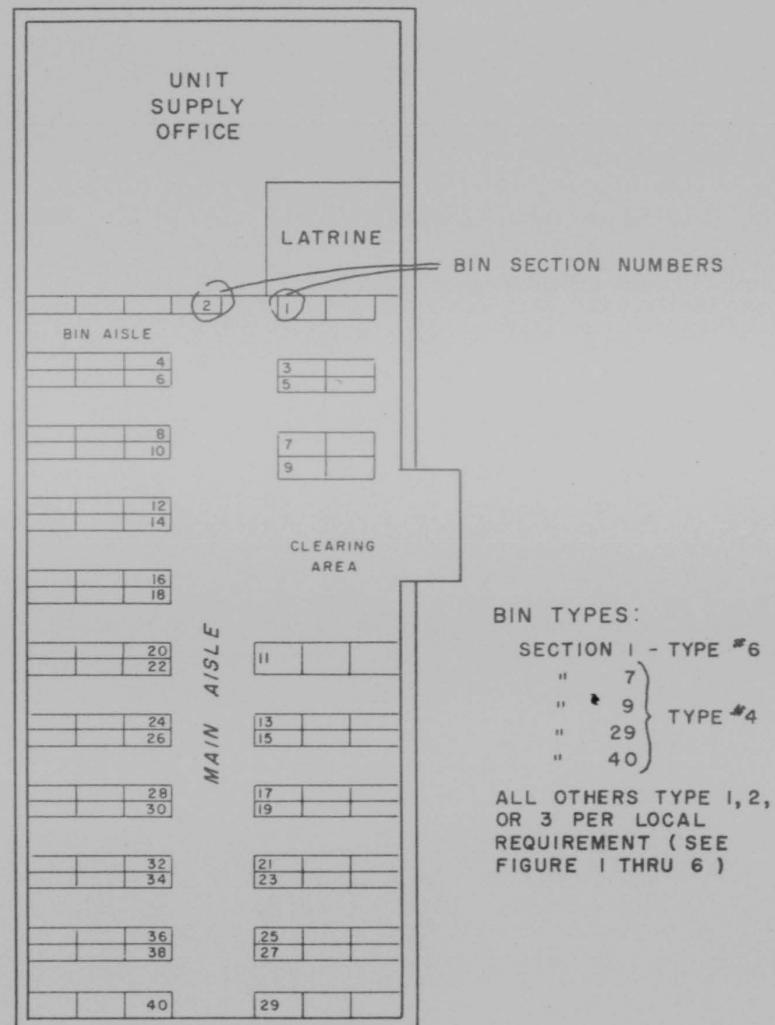 UNIT
SUPPLY
OFFICE
LATRINE
BIN SECTION NUMBERS
2
1
BIN AISLE
4
6
3
5
8
10
7
9
12
14
CLEARING
AREA
16
18
20
22
11
MAIN AISLE
24
26
13
15
28
30
17
19
32
34
21
23
36
38
25
27
40
29
BIN TYPES:
SECTION 1 - TYPE #6
" 7
" 9
" 29
" 40
TYPE #4
ALL OTHERS TYPE 1, 2,
OR 3 PER LOCAL
REQUIREMENT (SEE
FIGURE 1 THRU 6)